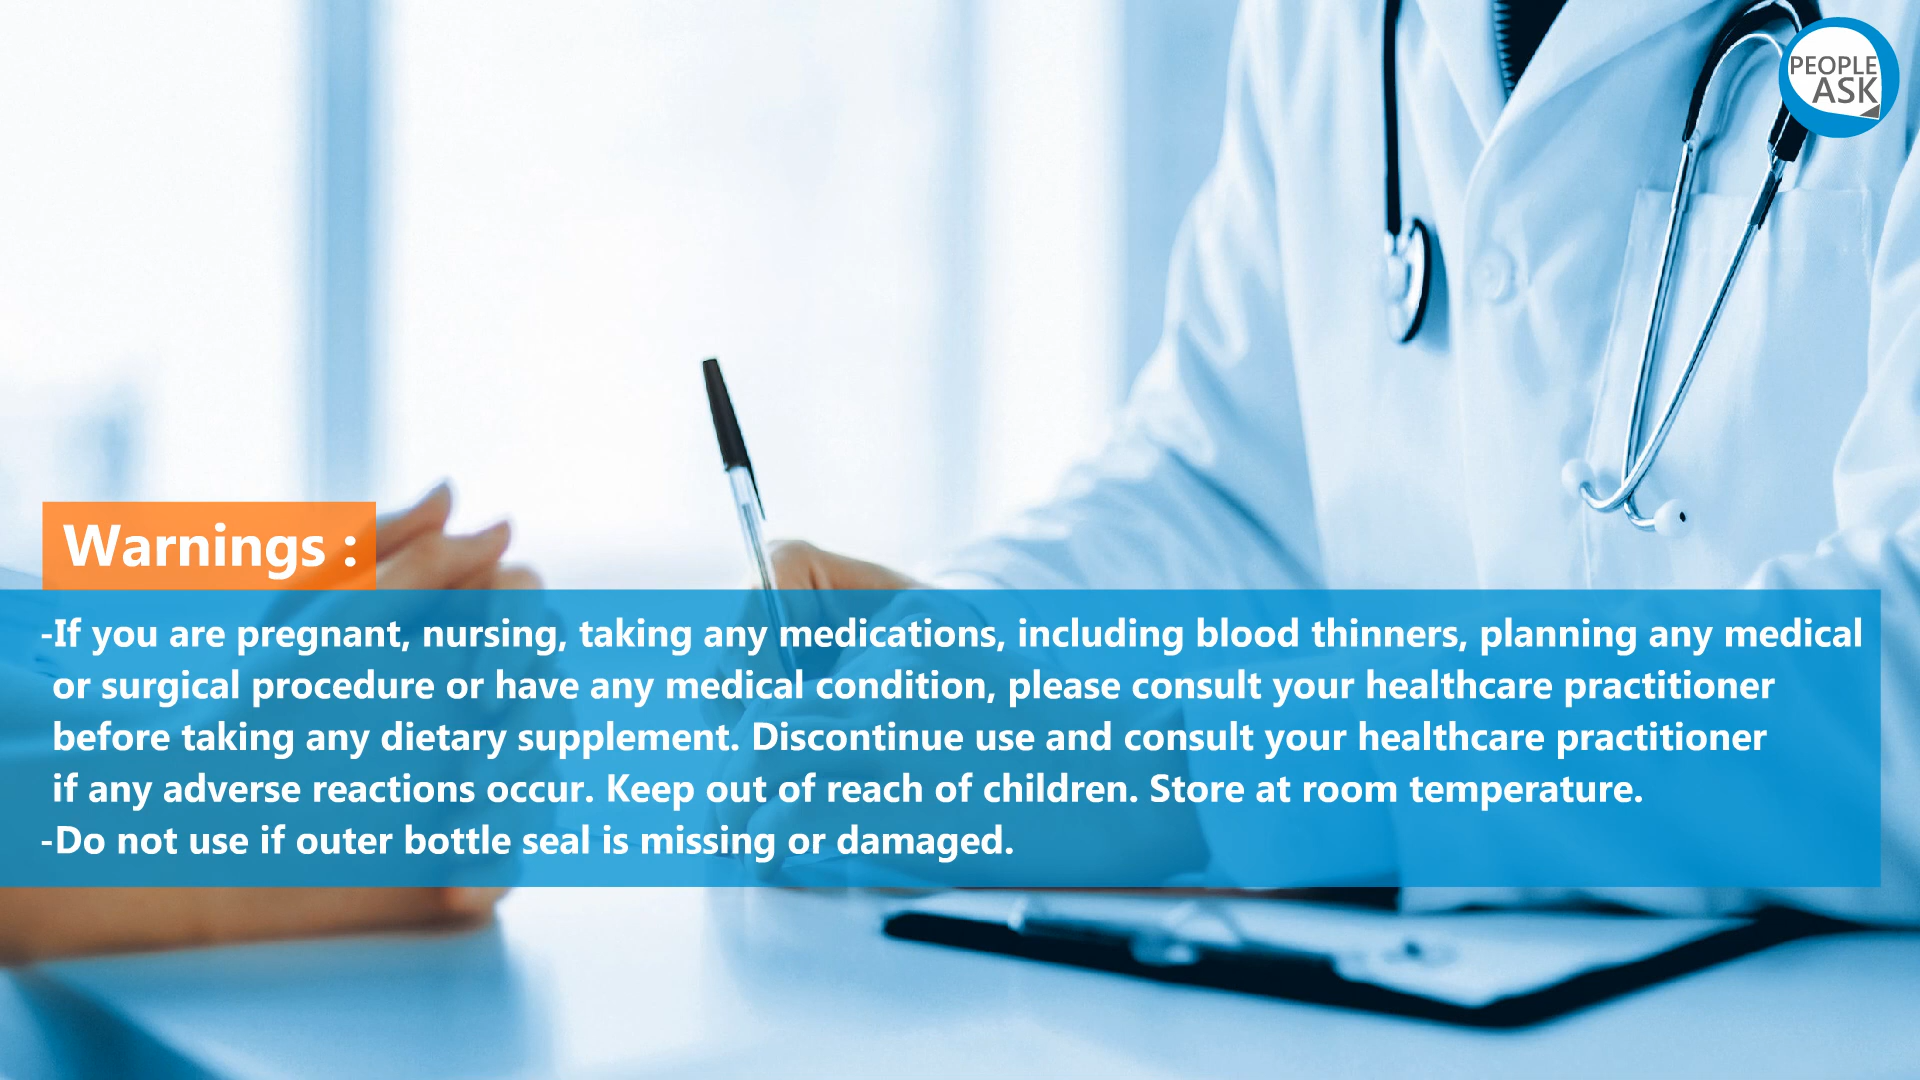 PEOPLE
ASK
Warnings :
-If you are pregnant, nursing, taking any medications, including blood thinners, planning any medical
or surgical procedure or have any medical condition, please consult your healthcare practitioner
before taking any dietary supplement. Discontinue use and consult your healthcare practitioner
if any adverse reactions occur. Keep out of reach of children. Store at room temperature.
-Do not use if outer bottle seal is missing or damaged.